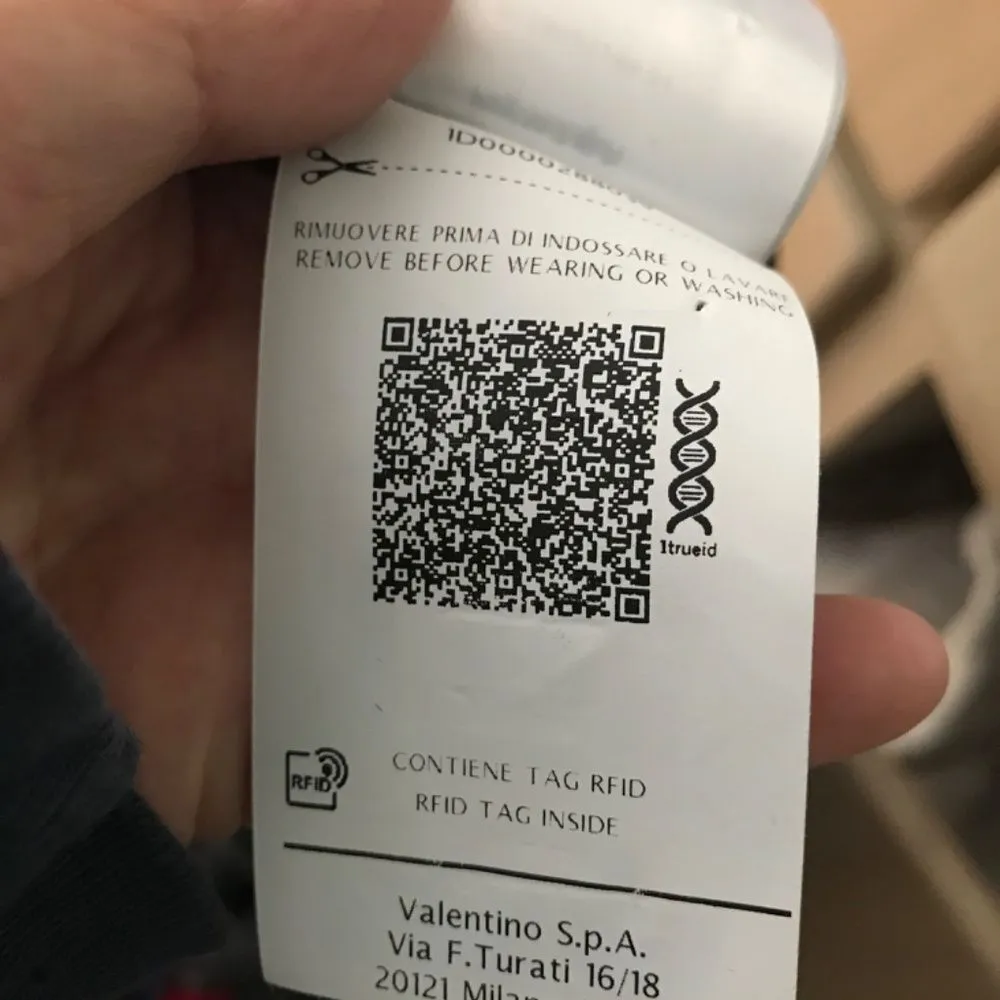 RIMUOVERE PRIMA DI INDOSSARE O LAVARE
REMOVE BEFORE WEARING OR WASHING
1trueid
RFID
CONTIENE TAG RFID
RFID TAG INSIDE
Valentino S.p.A.
Via F.Turati 16/18
20121